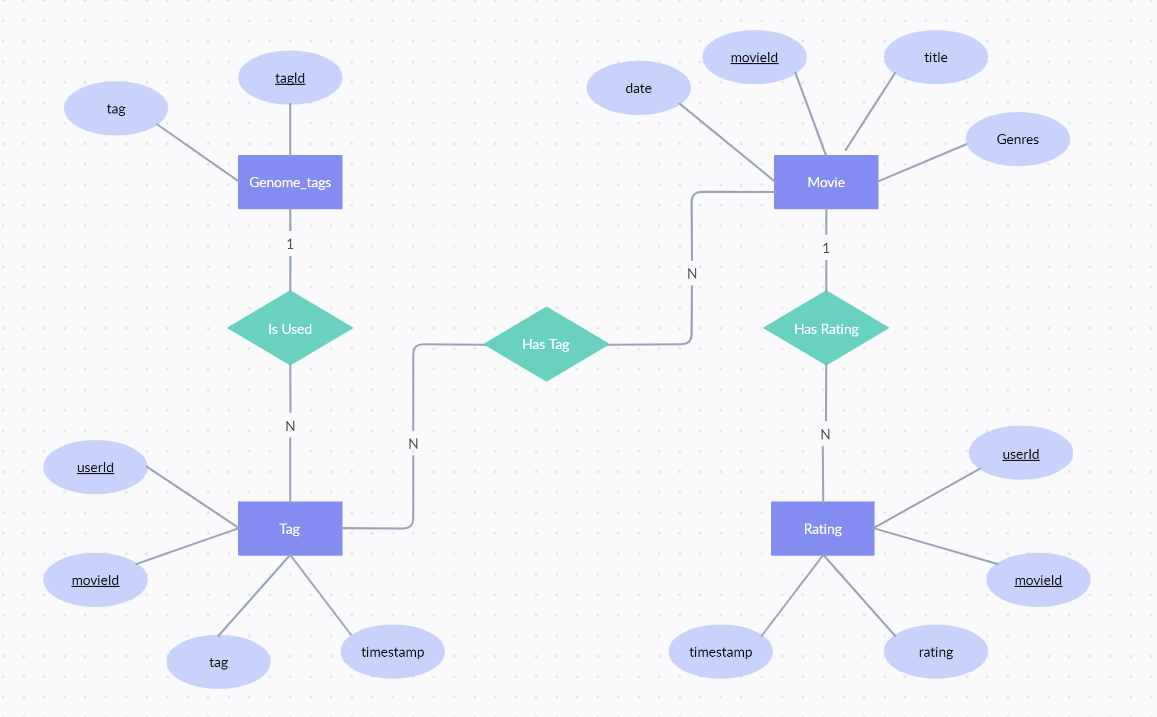 movieId
title
date
tagId
tag
Genres
Genome_tags
Movie
1
1
N
Is Used
Has Tag
Has Rating
N
N
N
userId
userId
Tag
Rating
movieId
movieId
tag
timestamp
timestamp
rating